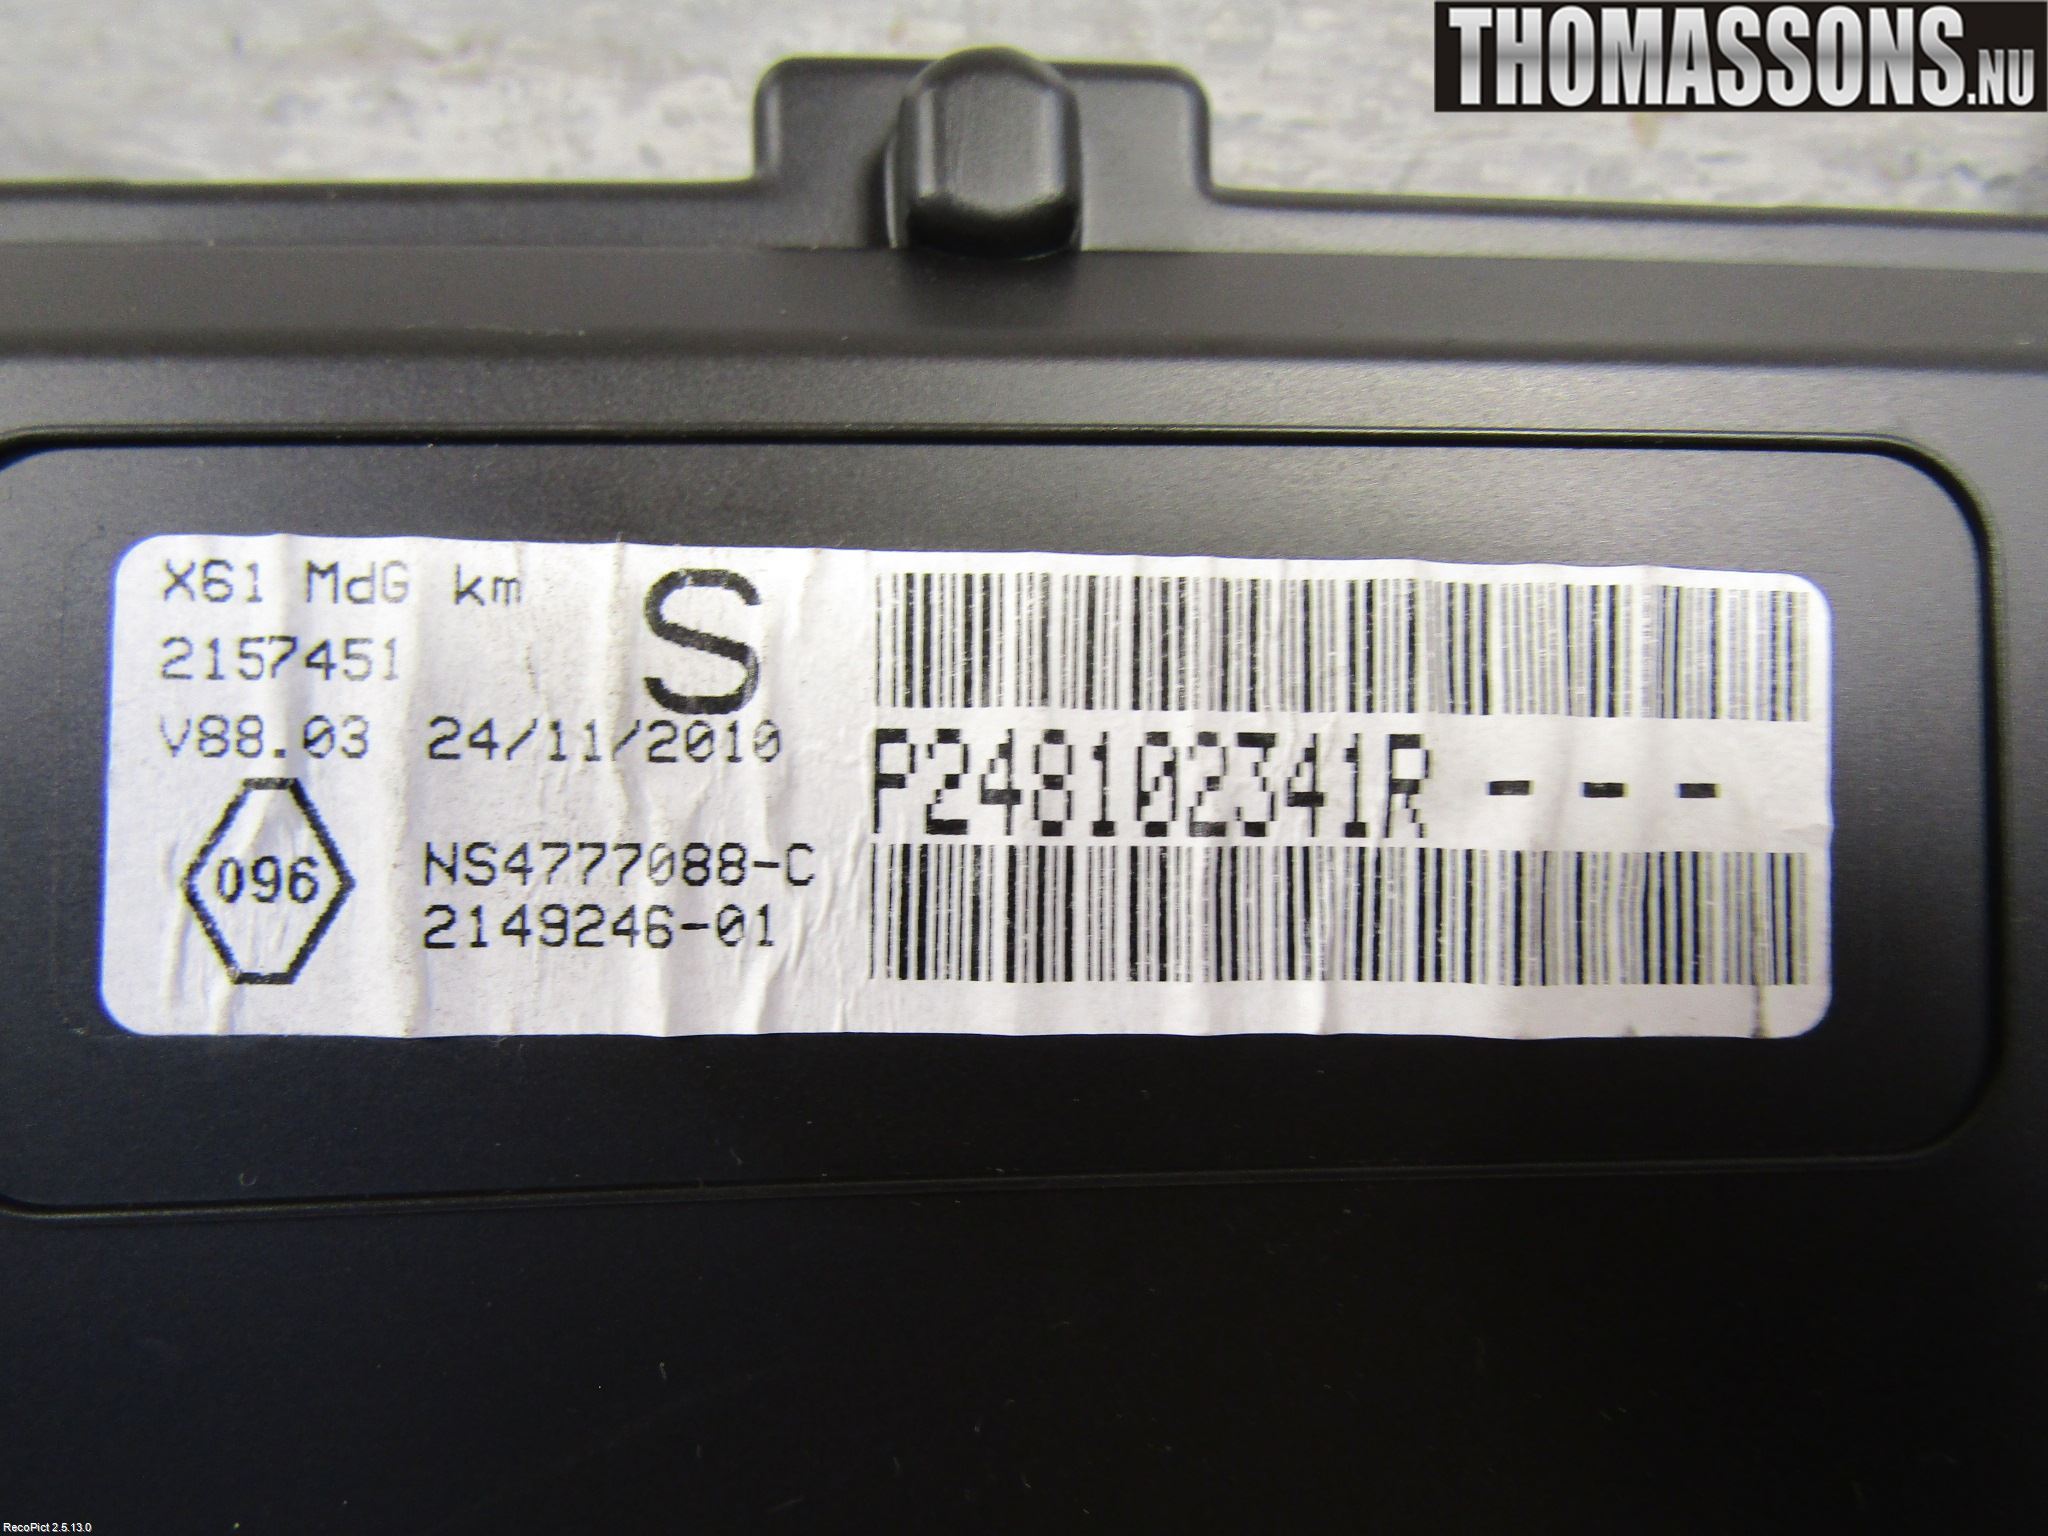 THOMASSONS.NU
X61 MdG km
S
2157451
V88.03 24/11/2010
P248102341R - - -
096
NS4777088-C
2149246-01
RecoPict 2.5.13.0